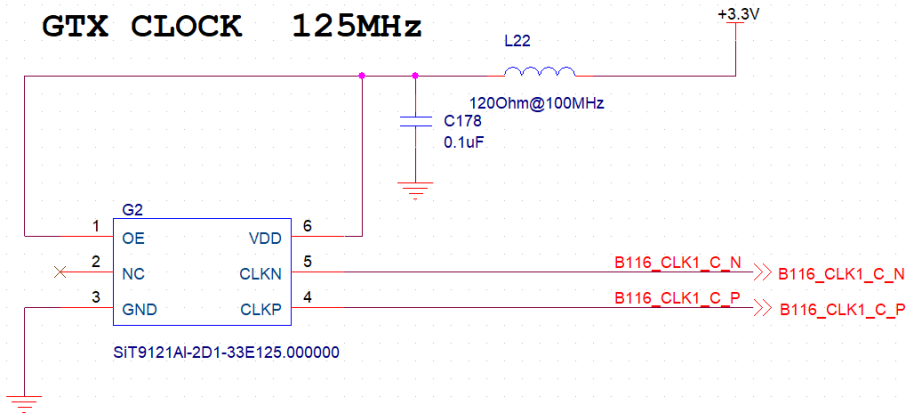 GTX CLOCK 125MHz
+3.3V
L22
120Ohm@100MHz
C178
0.1uF
G2
1 OE VDD 6
2 NC CLKN 5 B116_CLK1_C_N B116_CLK1_C_N
3 GND CLKP 4 B116_CLK1_C_P B116_CLK1_C_P
SiT9121AI-2D1-33E125.000000